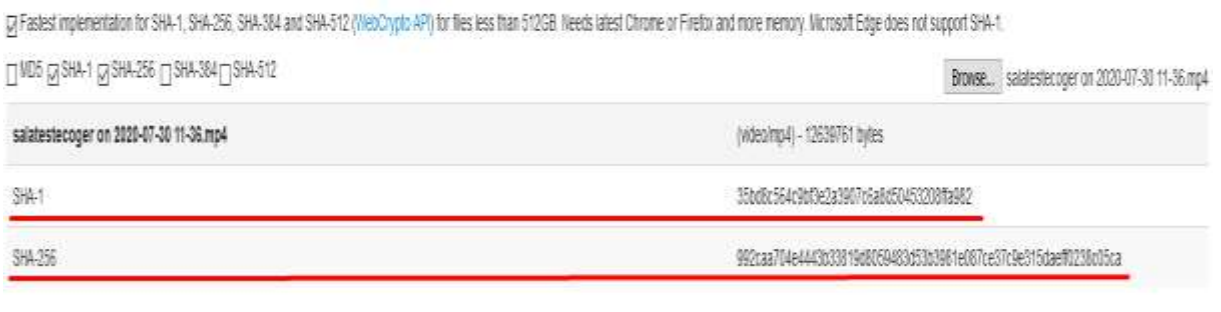 Fastest implementation for SHA-1, SHA-256, SHA-384 and SHA-512 (WebCrypto API) for files less than 512GB. Needs latest Chrome or Firefox and more memory. Microsoft Edge does not support SHA-1.
MD5 SHA-1 SHA-256 SHA-384 SHA-512
Browse... salatestecoger on 2020-07-30 11-36.mp4
salatestecoger on 2020-07-30 11-36.mp4 (video/mp4) - 12639761 bytes
SHA-1
SHA-256